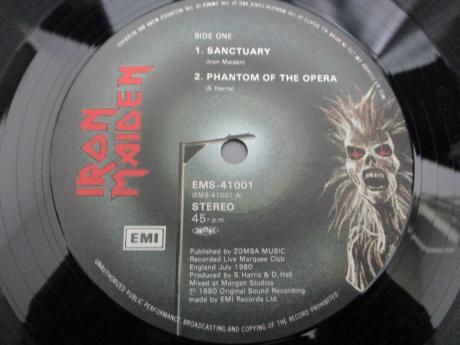 IRON
MAIDEN
SIDE ONE
1. SANCTUARY
(Iron Maiden)
2. PHANTOM OF THE OPERA
(S.Harris)
EMS-41001
(EMS-41001-A)
STEREO
45 r.p.m.
EMI
Published by ZOMBA MUSIC
Recorded Live Marquee Club
England July 1980
Produced by S.Harris & D.Hall
Mixed at Morgan Studios
℗ 1980 Original Sound Recording
made by EMI Records Ltd
UNAUTHORIZED PUBLIC PERFORMANCE, BROADCASTING AND COPYING OF THE RECORD PROHIBITED